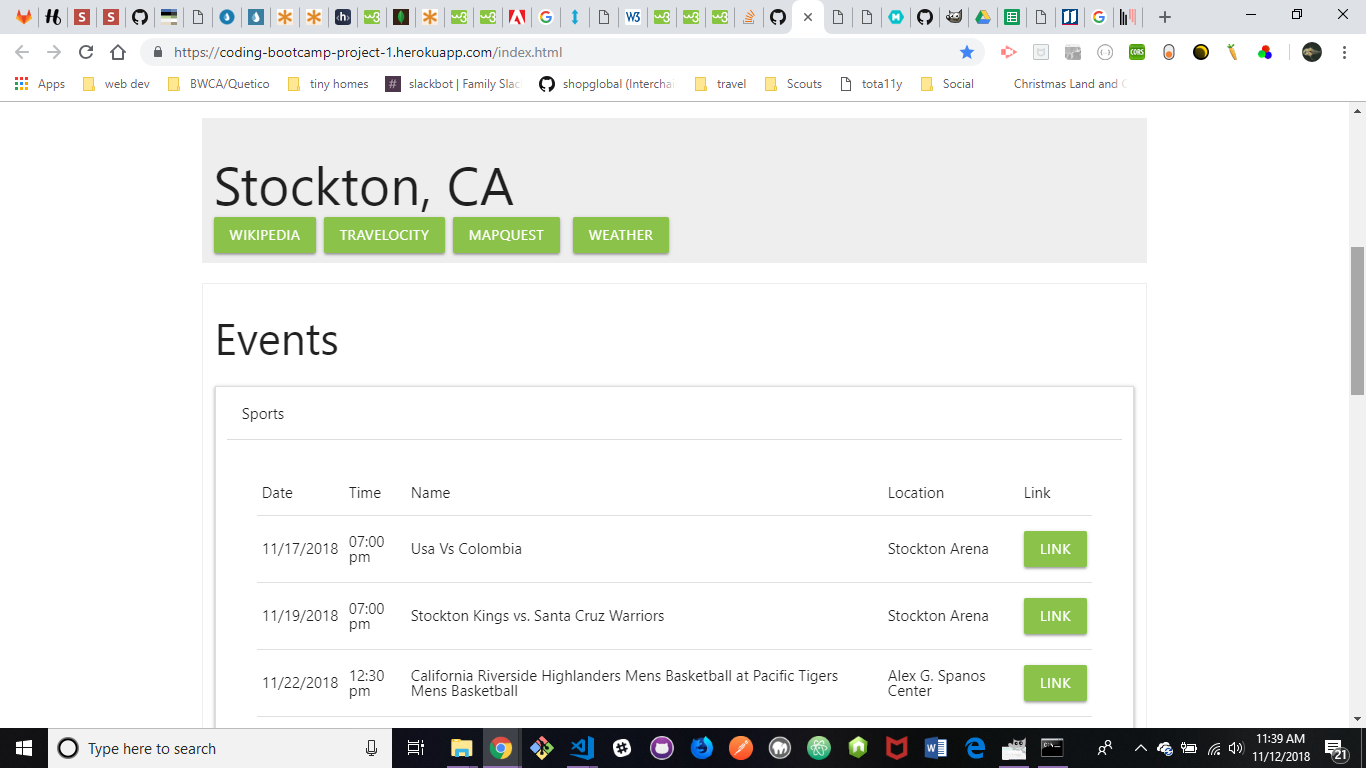 https://coding-bootcamp-project-1.herokuapp.com/index.html
Apps web dev BWCA/Quetico tiny homes slackbot | Family Slac shopglobal (Intercha travel Scouts tota11y Social Christmas Land and
Stockton, CA
WIKIPEDIA TRAVELOCITY MAPQUEST WEATHER
Events
Sports
Date Time Name Location Link
11/17/2018 07:00 pm Usa Vs Colombia Stockton Arena LINK
11/19/2018 07:00 pm Stockton Kings vs. Santa Cruz Warriors Stockton Arena LINK
11/22/2018 12:30 pm California Riverside Highlanders Mens Basketball at Pacific Tigers Mens Basketball Alex G. Spanos Center LINK
Type here to search
11:39 AM
11/12/2018
21